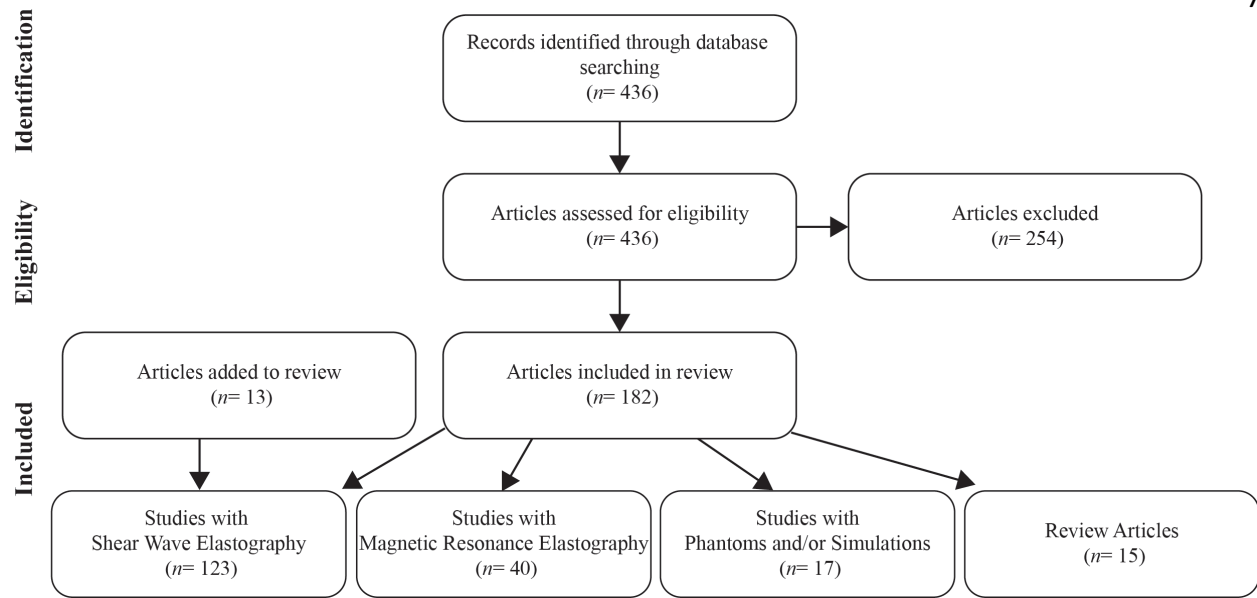 Identification
Records identified through database
searching
(n= 436)
Eligibility
Articles assessed for eligibility
(n= 436)
Articles excluded
(n= 254)
Included
Articles added to review
(n= 13)
Articles included in review
(n= 182)
Studies with
Shear Wave Elastography
(n= 123)
Studies with
Magnetic Resonance Elastography
(n= 40)
Studies with
Phantoms and/or Simulations
(n= 17)
Review Articles
(n= 15)